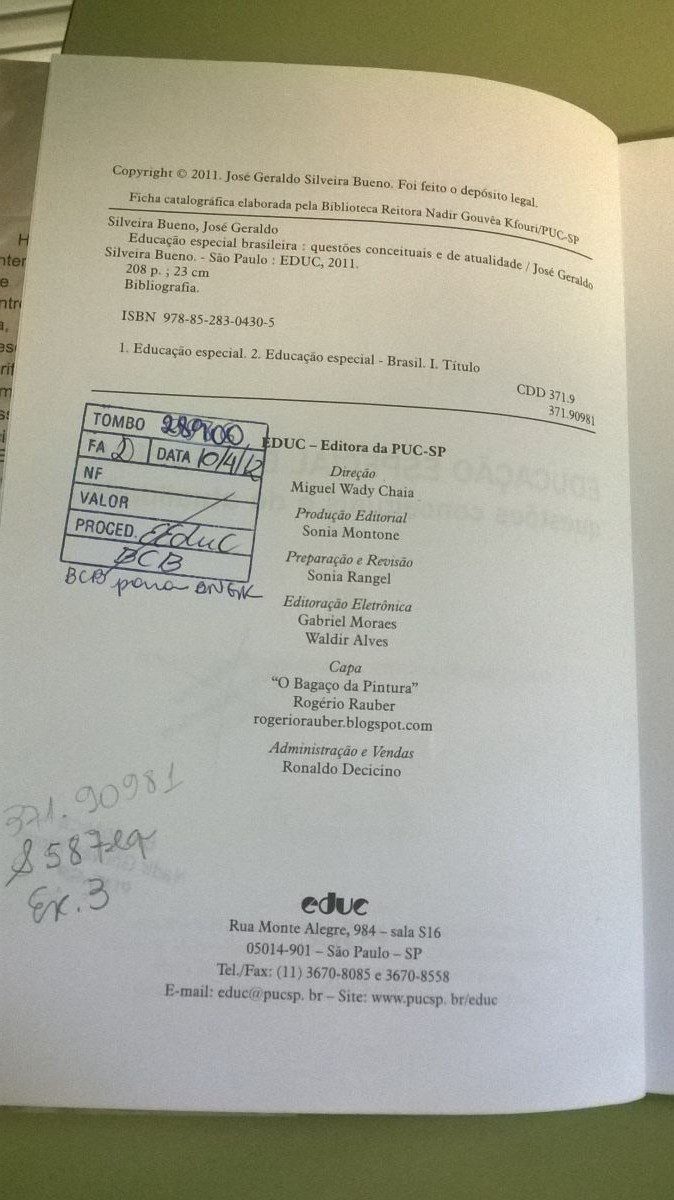 Copyright © 2011. José Geraldo Silveira Bueno. Foi feito o depósito legal.
Ficha catalográfica elaborada pela Biblioteca Reitora Nadir Gouvêa Kfouri/PUC-SP
Silveira Bueno, José Geraldo
Educação especial brasileira : questões conceituais e de atualidade / José Geraldo
Silveira Bueno. - São Paulo : EDUC, 2011.
208 p. ; 23 cm
Bibliografia.
ISBN 978-85-283-0430-5
1. Educação especial. 2. Educação especial - Brasil. I. Título
CDD 371.9
371.90981
TOMBO
FA D DATA 10/4/12
NF
VALOR
PROCED. EEduc
BCB
BCB para
EDUC – Editora da PUC-SP
Direção
Miguel Wady Chaia
Produção Editorial
Sonia Montone
Preparação e Revisão
Sonia Rangel
Editoração Eletrônica
Gabriel Moraes
Waldir Alves
Capa
“O Bagaço da Pintura”
Rogério Rauber
rogeriorauber.blogspot.com
Administração e Vendas
Ronaldo Decicino
371.90981
S587eq
Ex. 3
educ
Rua Monte Alegre, 984 – sala S16
05014-901 – São Paulo – SP
Tel./Fax: (11) 3670-8085 e 3670-8558
E-mail: educ@pucsp. br – Site: www.pucsp. br/educ